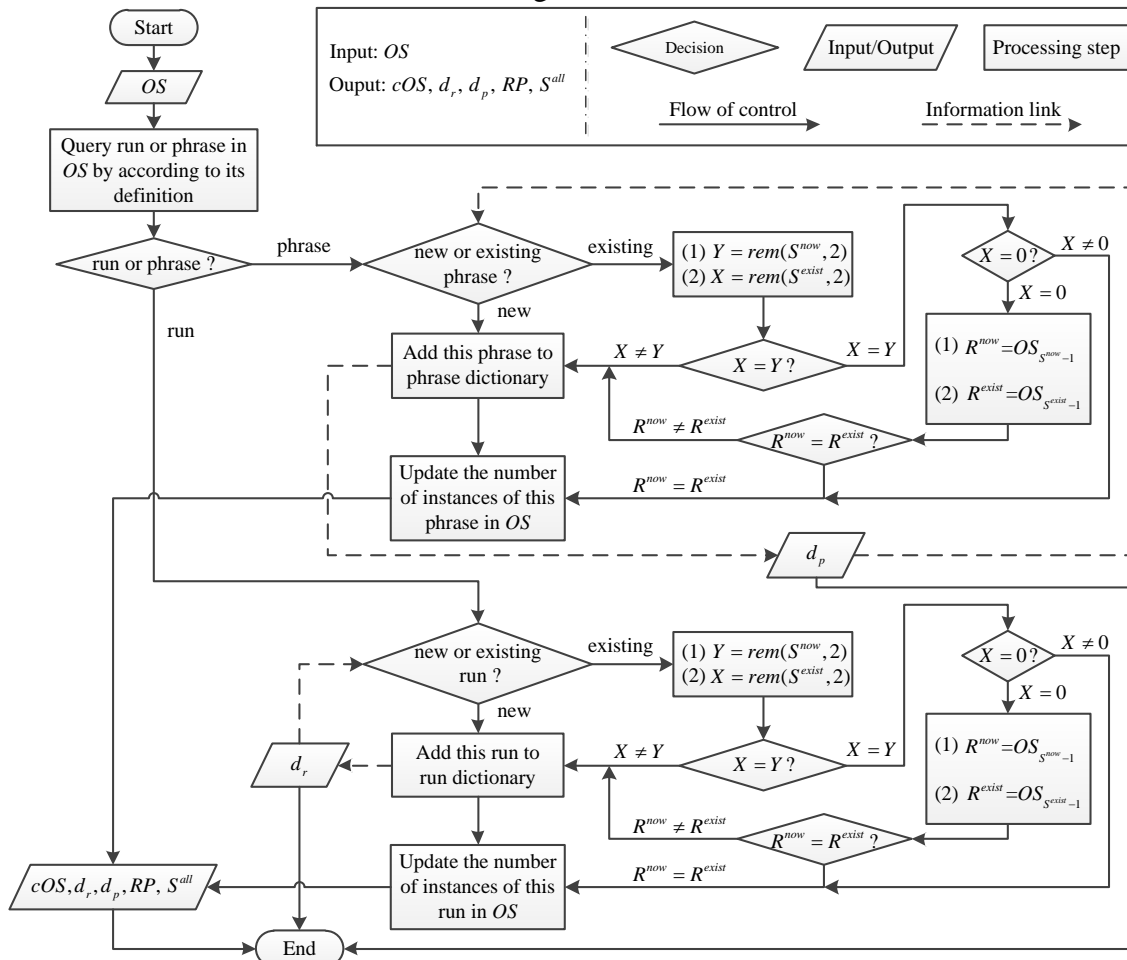 Start
OS
Query run or phrase in
OS by according to its
definition
run or phrase ?
Input: OS
Ouput: cOS, d_r, d_p, RP, S^{all}
Decision
Input/Output
Processing step
Flow of control
Information link
phrase
run
new or existing
phrase ?
existing
new
(1) Y = rem(S^{now}, 2)
(2) X = rem(S^{exist}, 2)
X = 0 ?
X ≠ 0
X = 0
Add this phrase to
phrase dictionary
X ≠ Y
X = Y ?
X = Y
(1) R^{now}=OS_{S^{now}-1}
(2) R^{exist}=OS_{S^{exist}-1}
R^{now} ≠ R^{exist}
R^{now} = R^{exist} ?
Update the number
of instances of this
phrase in OS
R^{now} = R^{exist}
d_p
new or existing
run ?
existing
new
(1) Y = rem(S^{now}, 2)
(2) X = rem(S^{exist}, 2)
X = 0 ?
X ≠ 0
X = 0
d_r
Add this run to
run dictionary
X ≠ Y
X = Y ?
X = Y
(1) R^{now}=OS_{S^{now}-1}
(2) R^{exist}=OS_{S^{exist}-1}
R^{now} ≠ R^{exist}
R^{now} = R^{exist} ?
Update the number
of instances of this
run in OS
R^{now} = R^{exist}
cOS, d_r, d_p, RP, S^{all}
End